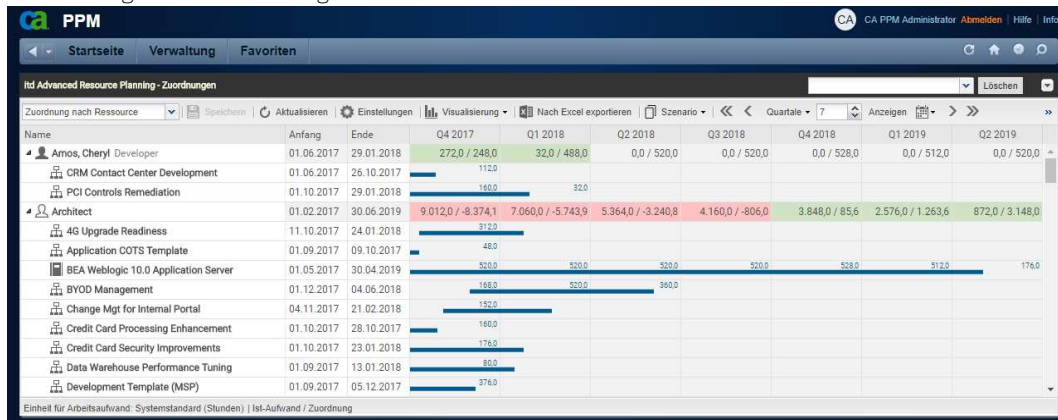 ca PPM CA CA PPM Administrator Abmelden Hilfe Info
Startseite Verwaltung Favoriten
itd Advanced Resource Planning - Zuordnungen Löschen
Zuordnung nach Ressource Speichern Aktualisieren Einstellungen Visualisierung Nach Excel exportieren Szenario Quartale 7 Anzeigen
Name Anfang Ende Q4 2017 Q1 2018 Q2 2018 Q3 2018 Q4 2018 Q1 2019 Q2 2019
Amos, Cheryl Developer 01.06.2017 29.01.2018 272,0 / 248,0 32,0 / 488,0 0,0 / 520,0 0,0 / 520,0 0,0 / 528,0 0,0 / 512,0 0,0 / 520,0
CRM Contact Center Development 01.06.2017 26.10.2017 112,0
PCI Controls Remediation 01.10.2017 29.01.2018 160,0 32,0
Architect 01.02.2017 30.06.2019 9.012,0 / -8.374,1 7.060,0 / -5.743,9 5.364,0 / -3.240,8 4.160,0 / -806,0 3.848,0 / 85,6 2.576,0 / 1.263,6 872,0 / 3.148,0
4G Upgrade Readiness 11.10.2017 24.01.2018 312,0
Application COTS Template 01.09.2017 09.10.2017 48,0
BEA Weblogic 10.0 Application Server 01.05.2017 30.04.2019 520,0 520,0 520,0 520,0 528,0 512,0 176,0
BYOD Management 01.12.2017 04.06.2018 168,0 520,0 360,0
Change Mgt for Internal Portal 04.11.2017 21.02.2018 152,0
Credit Card Processing Enhancement 01.10.2017 28.10.2017 160,0
Credit Card Security Improvements 01.10.2017 23.01.2018 176,0
Data Warehouse Performance Tuning 01.09.2017 13.01.2018 80,0
Development Template (MSP) 01.09.2017 05.12.2017 376,0
Einheit für Arbeitsaufwand: Systemstandard (Stunden) | Ist-Aufwand / Zuordnung